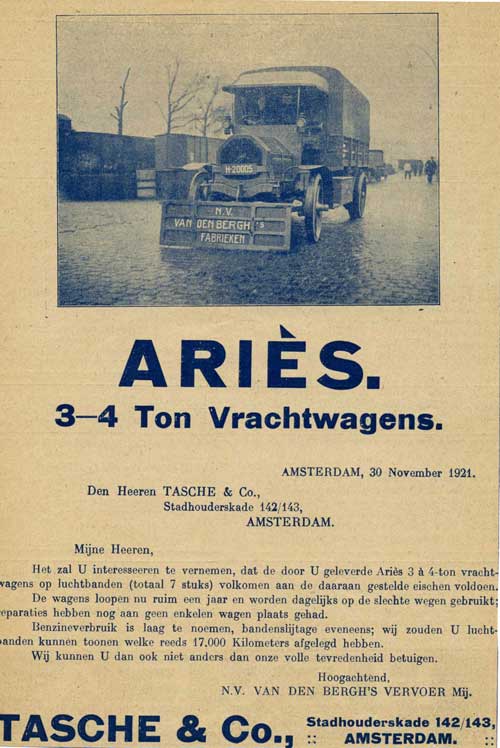 H-20005
N.V.
VAN DEN BERGH's
FABRIEKEN
ARIÈS.
3—4 Ton Vrachtwagens.
AMSTERDAM, 30 November 1921.
Den Heeren TASCHE & Co.,
Stadhouderskade 142/143,
AMSTERDAM.
Mijne Heeren,
Het zal U interesseeren te vernemen, dat de door U geleverde Ariès 3 à 4-ton vracht-
wagens op luchtbanden (totaal 7 stuks) volkomen aan de daaraan gestelde eischen voldoen.
De wagens loopen nu ruim een jaar en worden dagelijks op de slechte wegen gebruikt;
eparaties hebben nog aan geen enkelen wagen plaats gehad.
Benzineverbruik is laag te noemen, bandenslijtage eveneens; wij zouden U lucht-
anden kunnen toonen welke reeds 17.000 Kilometers afgelegd hebben.
Wij kunnen U dan ook niet anders dan onze volle tevredenheid betuigen.
Hoogachtend,
N.V. VAN DEN BERGH'S VERVOER Mij.
TASCHE & Co., Stadhouderskade 142/143,
:: AMSTERDAM. ::